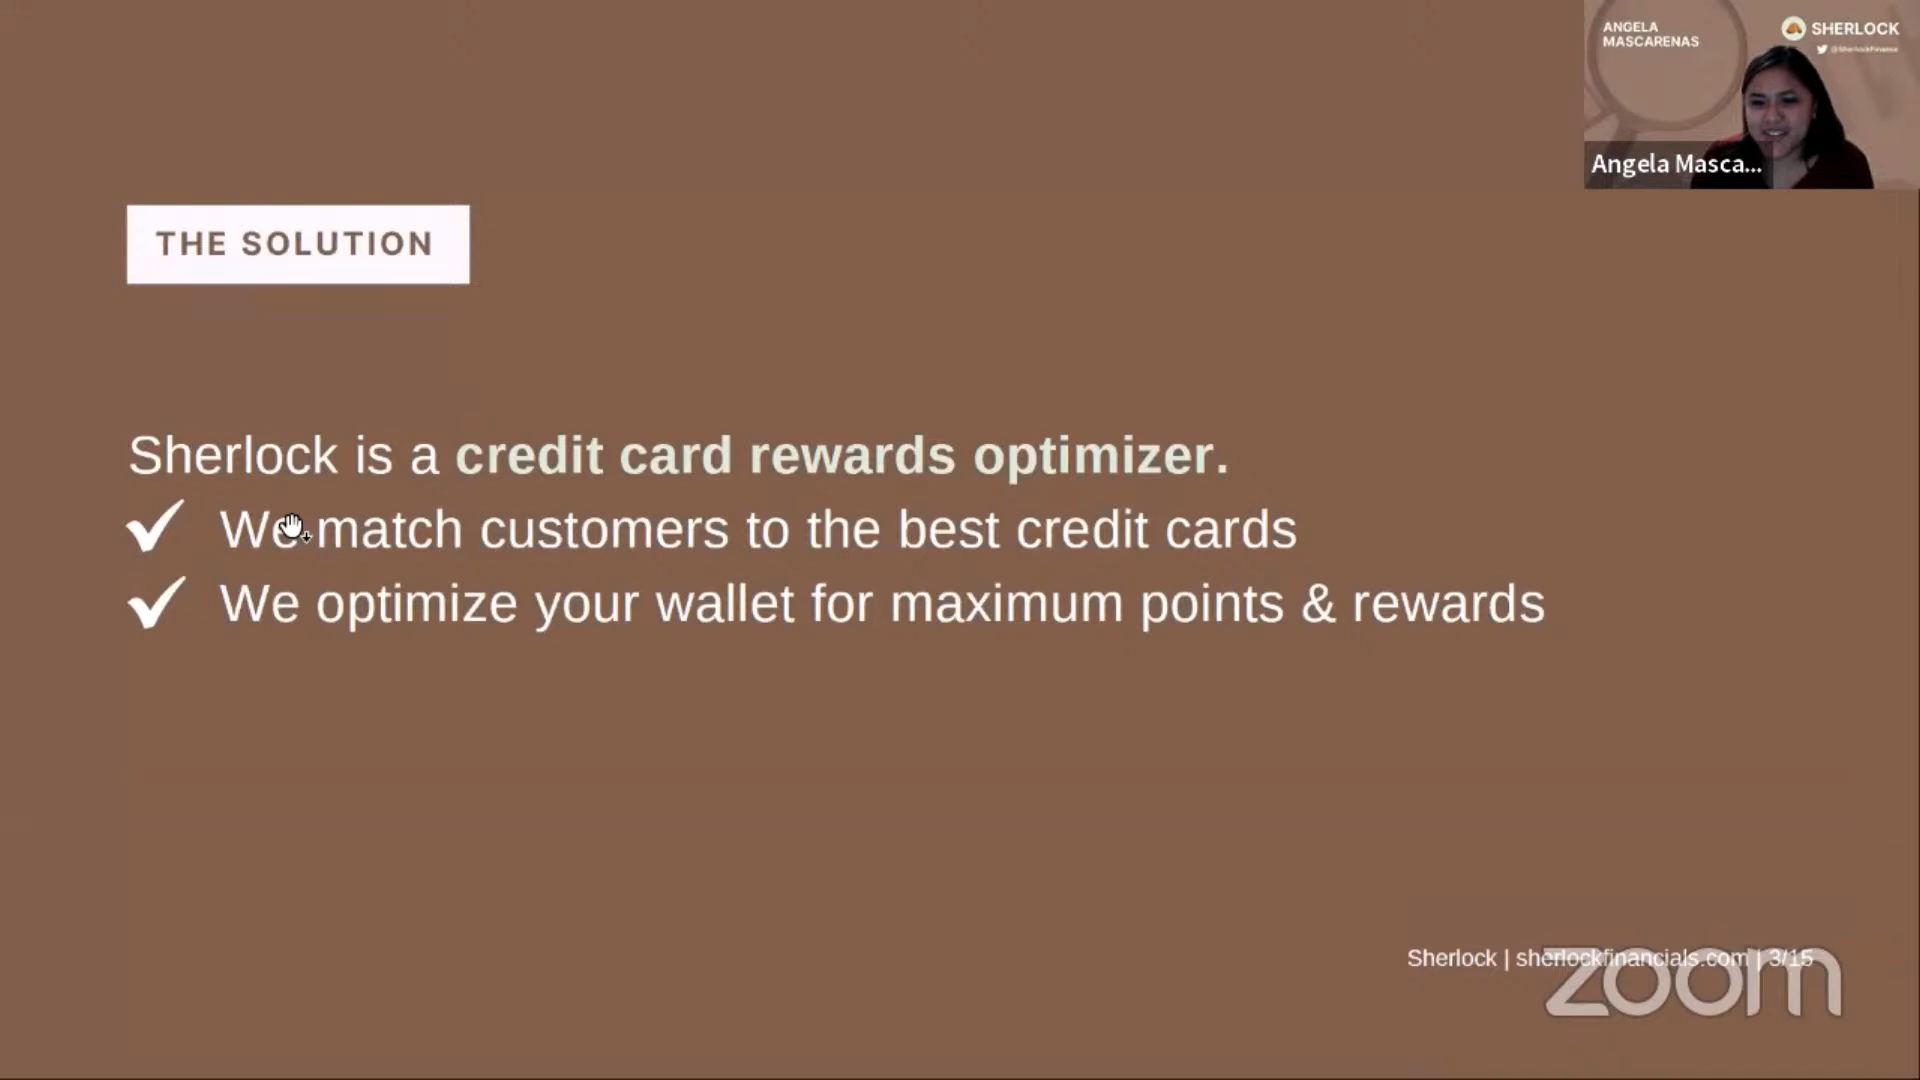 ANGELA
MASCARENAS
SHERLOCK
@SherlockFinance
Angela Masca...
THE SOLUTION
Sherlock is a credit card rewards optimizer.
We match customers to the best credit cards
We optimize your wallet for maximum points & rewards
Sherlock | sherlockfinancials.com | 3/15
zoom